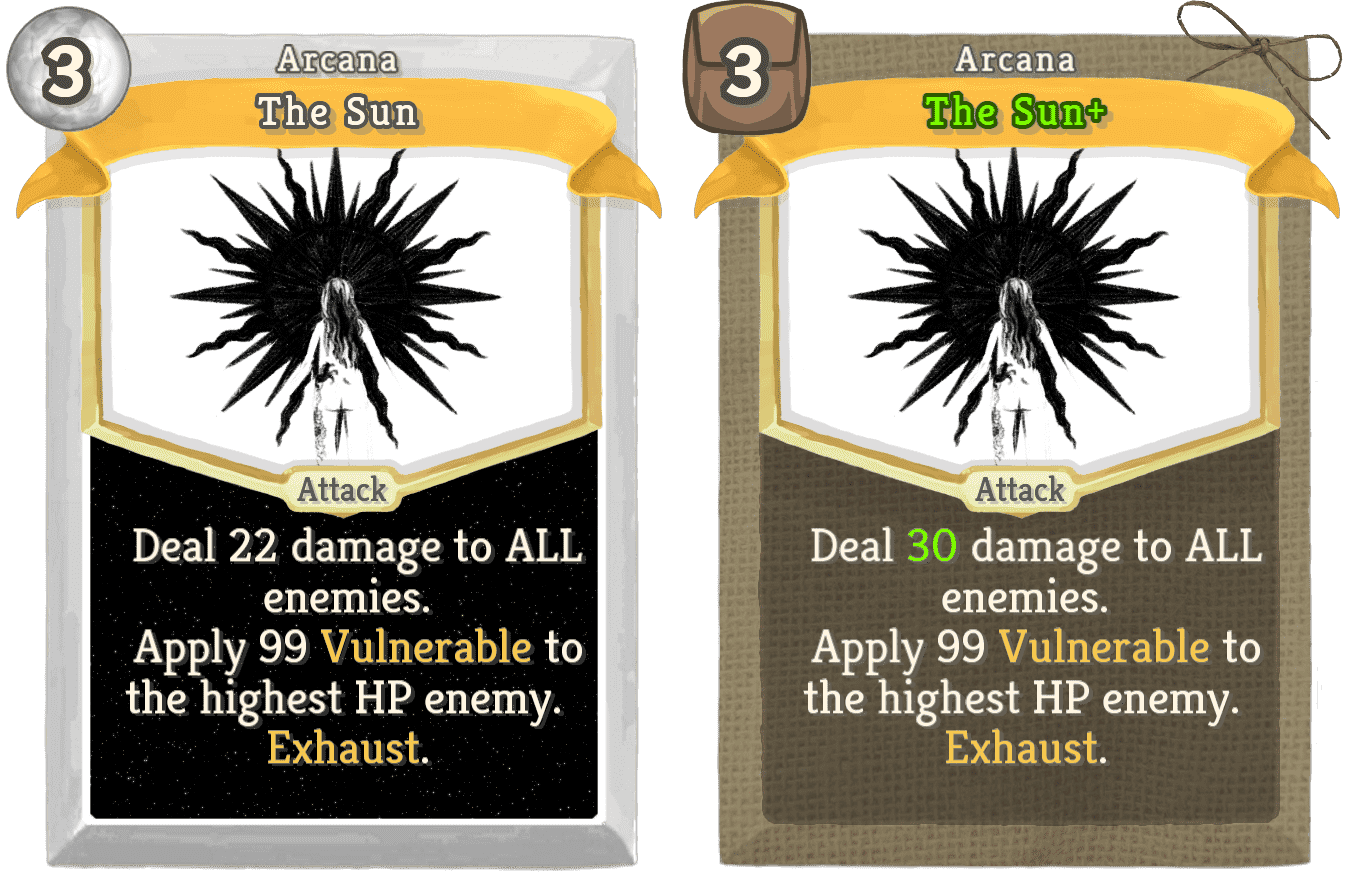 3
Arcana
The Sun
Attack
Deal 22 damage to ALL
enemies.
Apply 99 Vulnerable to
the highest HP enemy.
Exhaust.
3
Arcana
The Sun+
Attack
Deal 30 damage to ALL
enemies.
Apply 99 Vulnerable to
the highest HP enemy.
Exhaust.